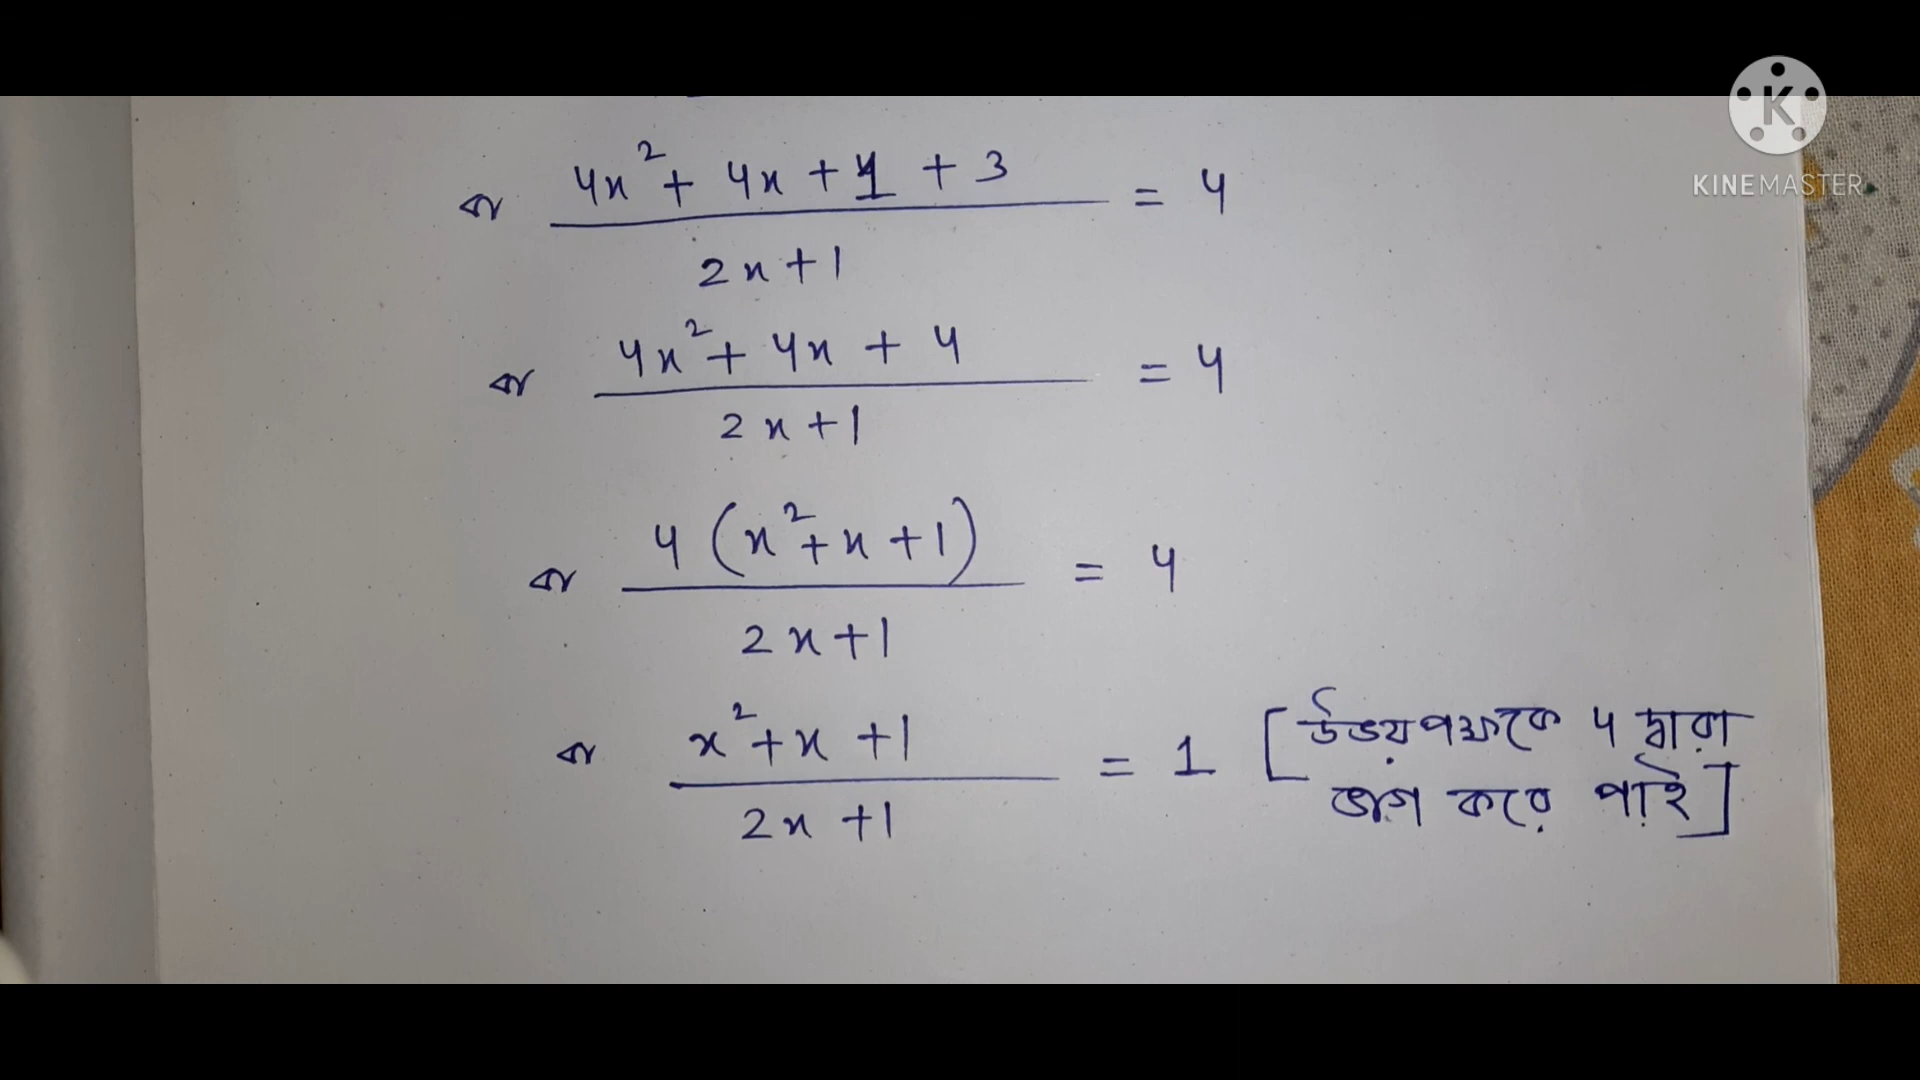 K
KINEMASTER
বা 4x² + 4x + 1 + 3 / 2x + 1 = 4
বা 4x² + 4x + 4 / 2x + 1 = 4
বা 4 (x² + x + 1) / 2x + 1 = 4
বা x² + x + 1 / 2x + 1 = 1 [উভয়পক্ষকে 4 দ্বারা
ভাগ করে পাই]